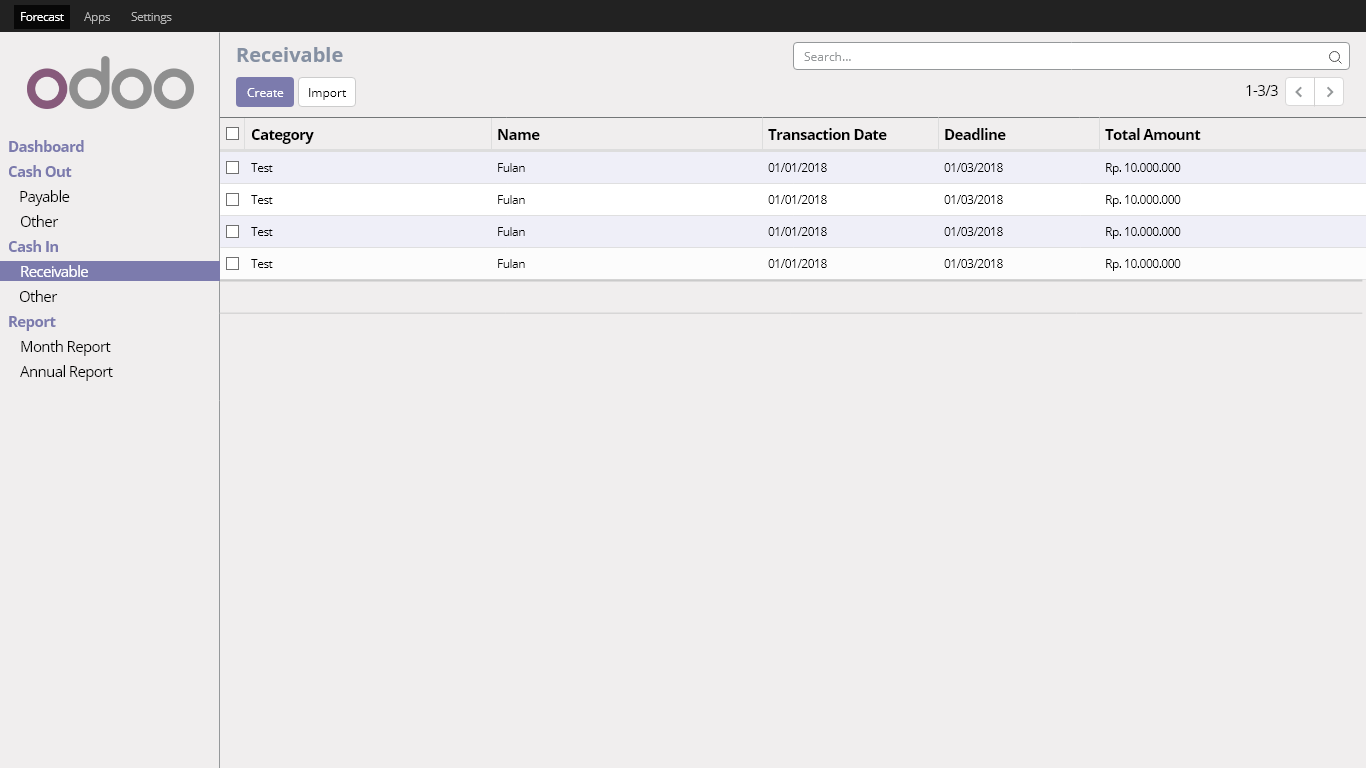 Forecast Apps Settings
odoo
Dashboard
Cash Out
Payable
Other
Cash In
Receivable
Other
Report
Month Report
Annual Report
Receivable
Search...
Create Import
1-3/3
Category Name Transaction Date Deadline Total Amount
Test Fulan 01/01/2018 01/03/2018 Rp. 10.000.000
Test Fulan 01/01/2018 01/03/2018 Rp. 10.000.000
Test Fulan 01/01/2018 01/03/2018 Rp. 10.000.000
Test Fulan 01/01/2018 01/03/2018 Rp. 10.000.000